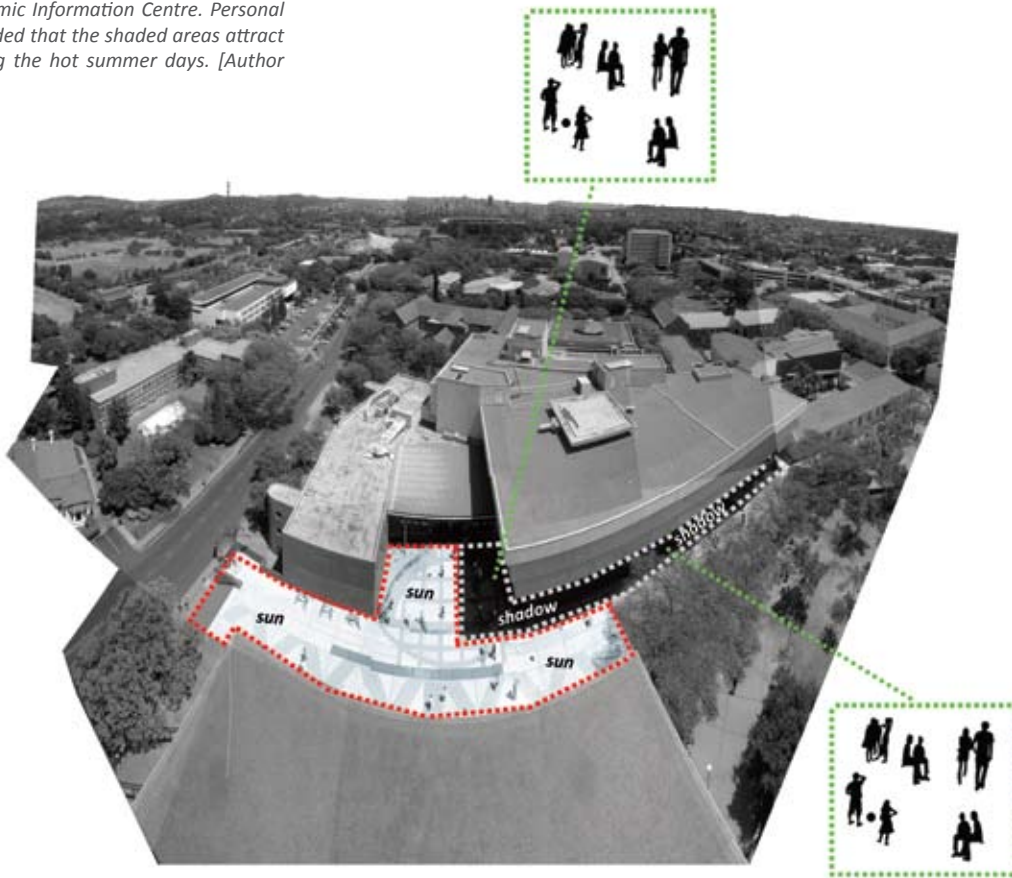 mic Information Centre. Personal
ded that the shaded areas attract
g the hot summer days. [Author
shadow
sun
shadow
sun
sun